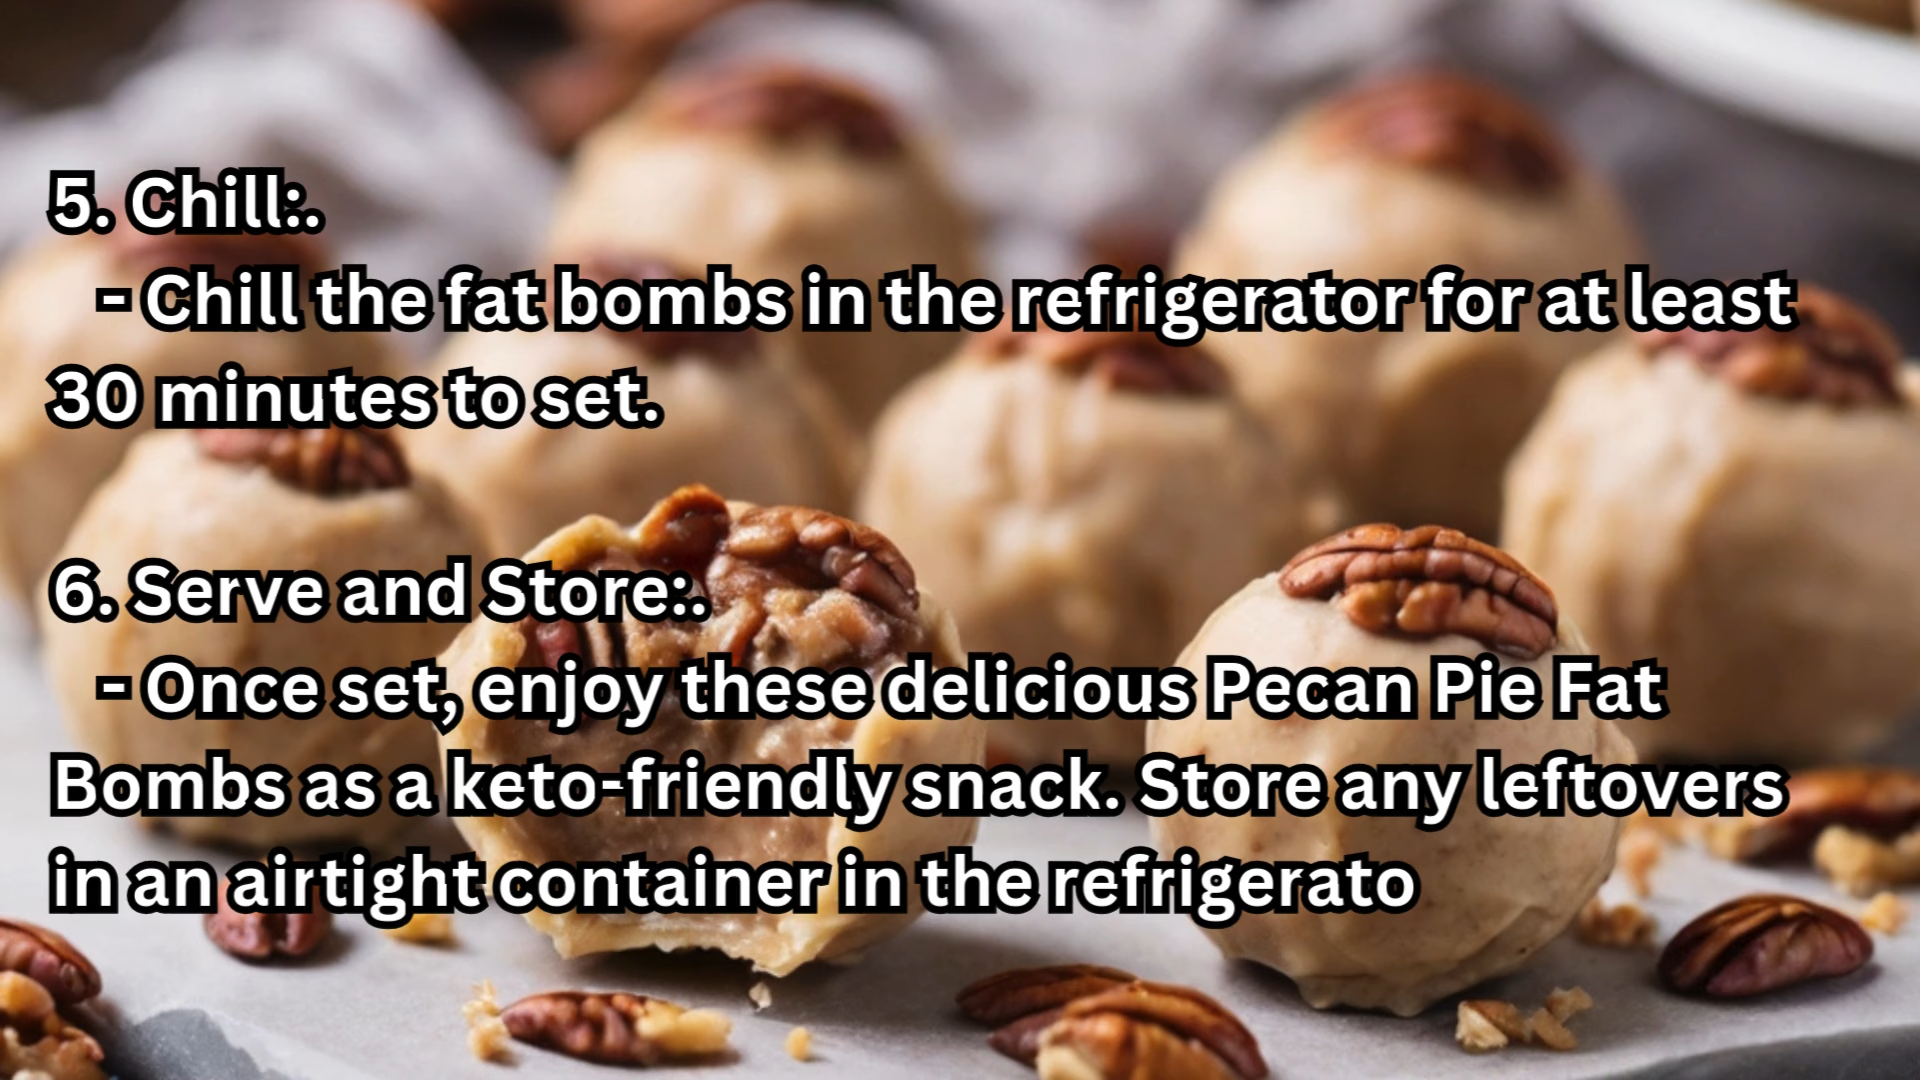 5. Chill:.
- Chill the fat bombs in the refrigerator for at least
30 minutes to set.
6. Serve and Store:.
- Once set, enjoy these delicious Pecan Pie Fat
Bombs as a keto-friendly snack. Store any leftovers
in an airtight container in the refrigerato